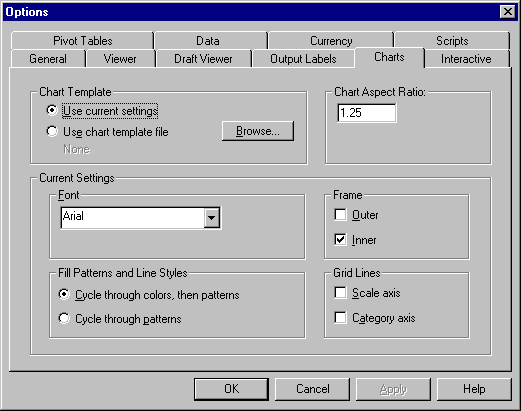 Options
Pivot Tables Data Currency Scripts
General Viewer Draft Viewer Output Labels Charts Interactive
Chart Template
Use current settings
Use chart template file
None
Browse...
Chart Aspect Ratio:
1.25
Current Settings
Font
Arial
Frame
Outer
Inner
Fill Patterns and Line Styles
Cycle through colors, then patterns
Cycle through patterns
Grid Lines
Scale axis
Category axis
OK Cancel Apply Help